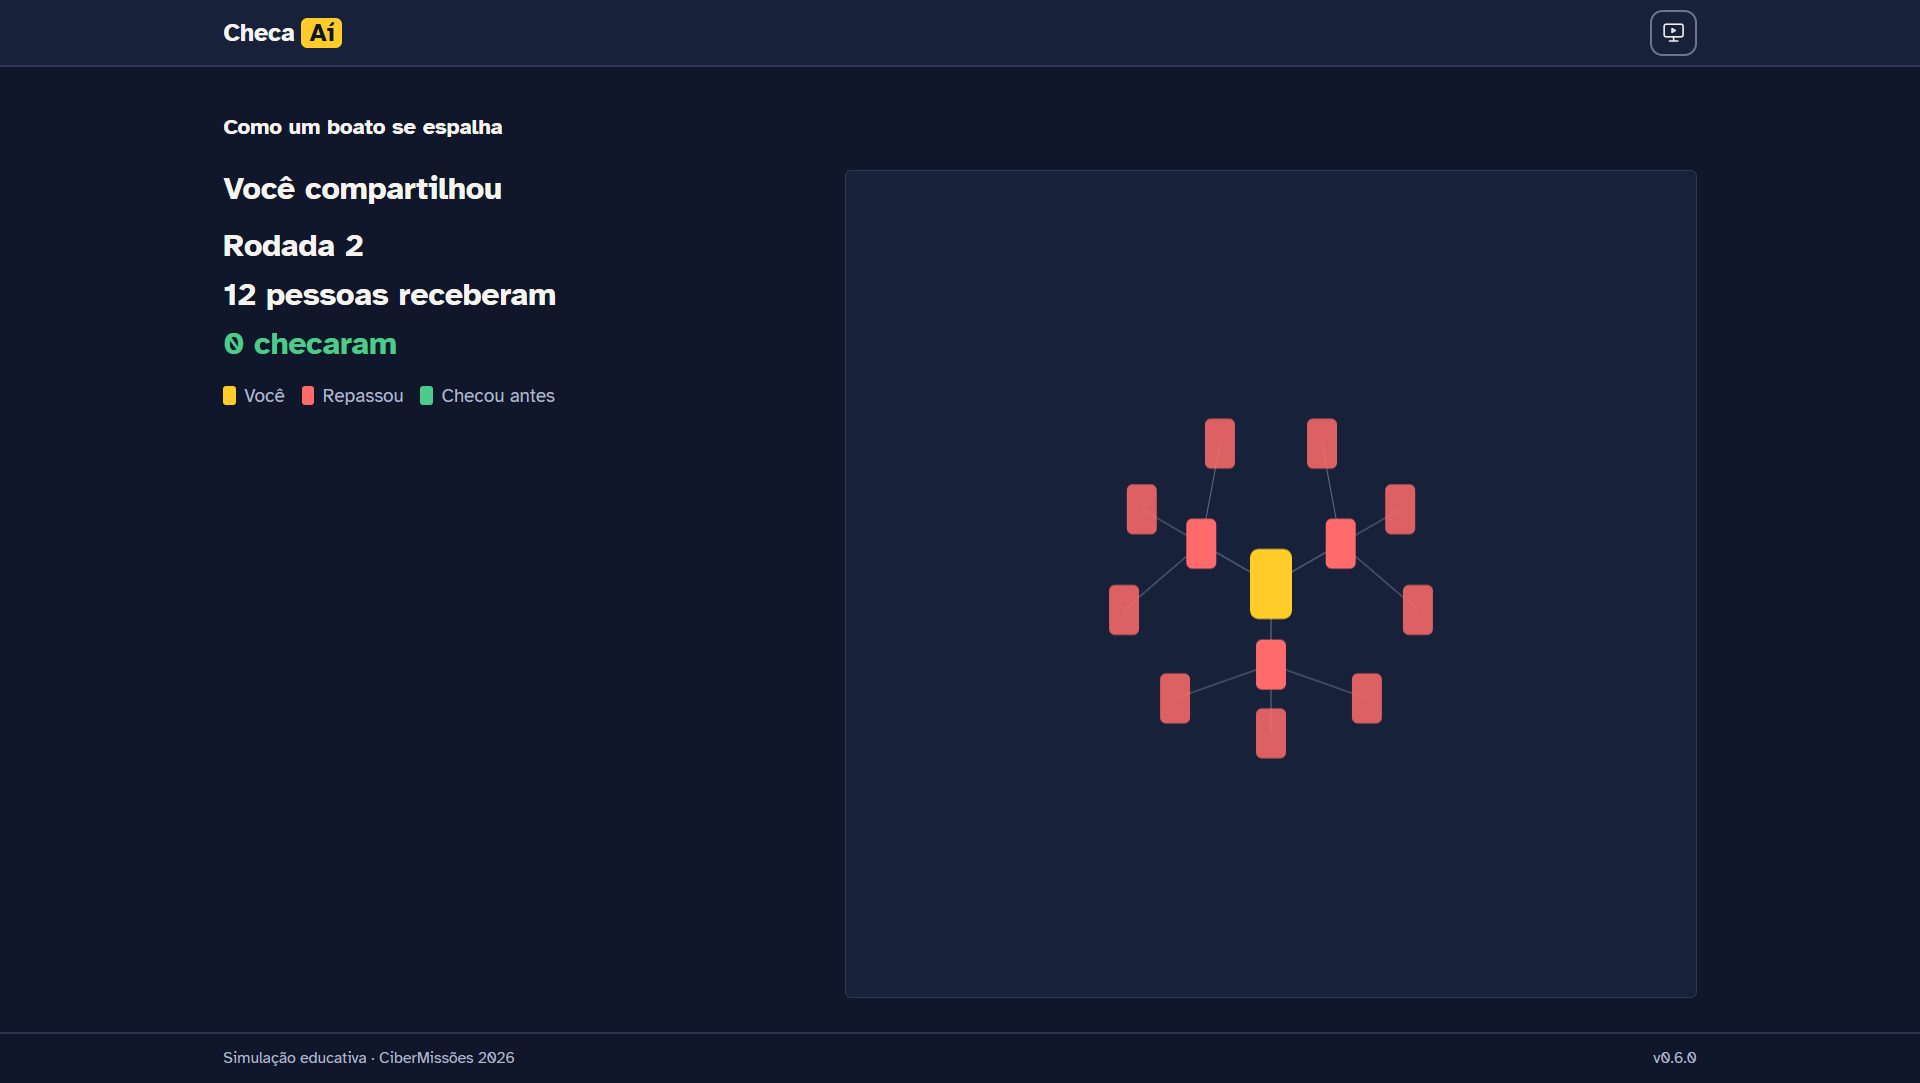 Checa Aí
Como um boato se espalha
Você compartilhou
Rodada 2
12 pessoas receberam
0 checaram
Você Repassou Checou antes
Simulação educativa · CiberMissões 2026
v0.6.0